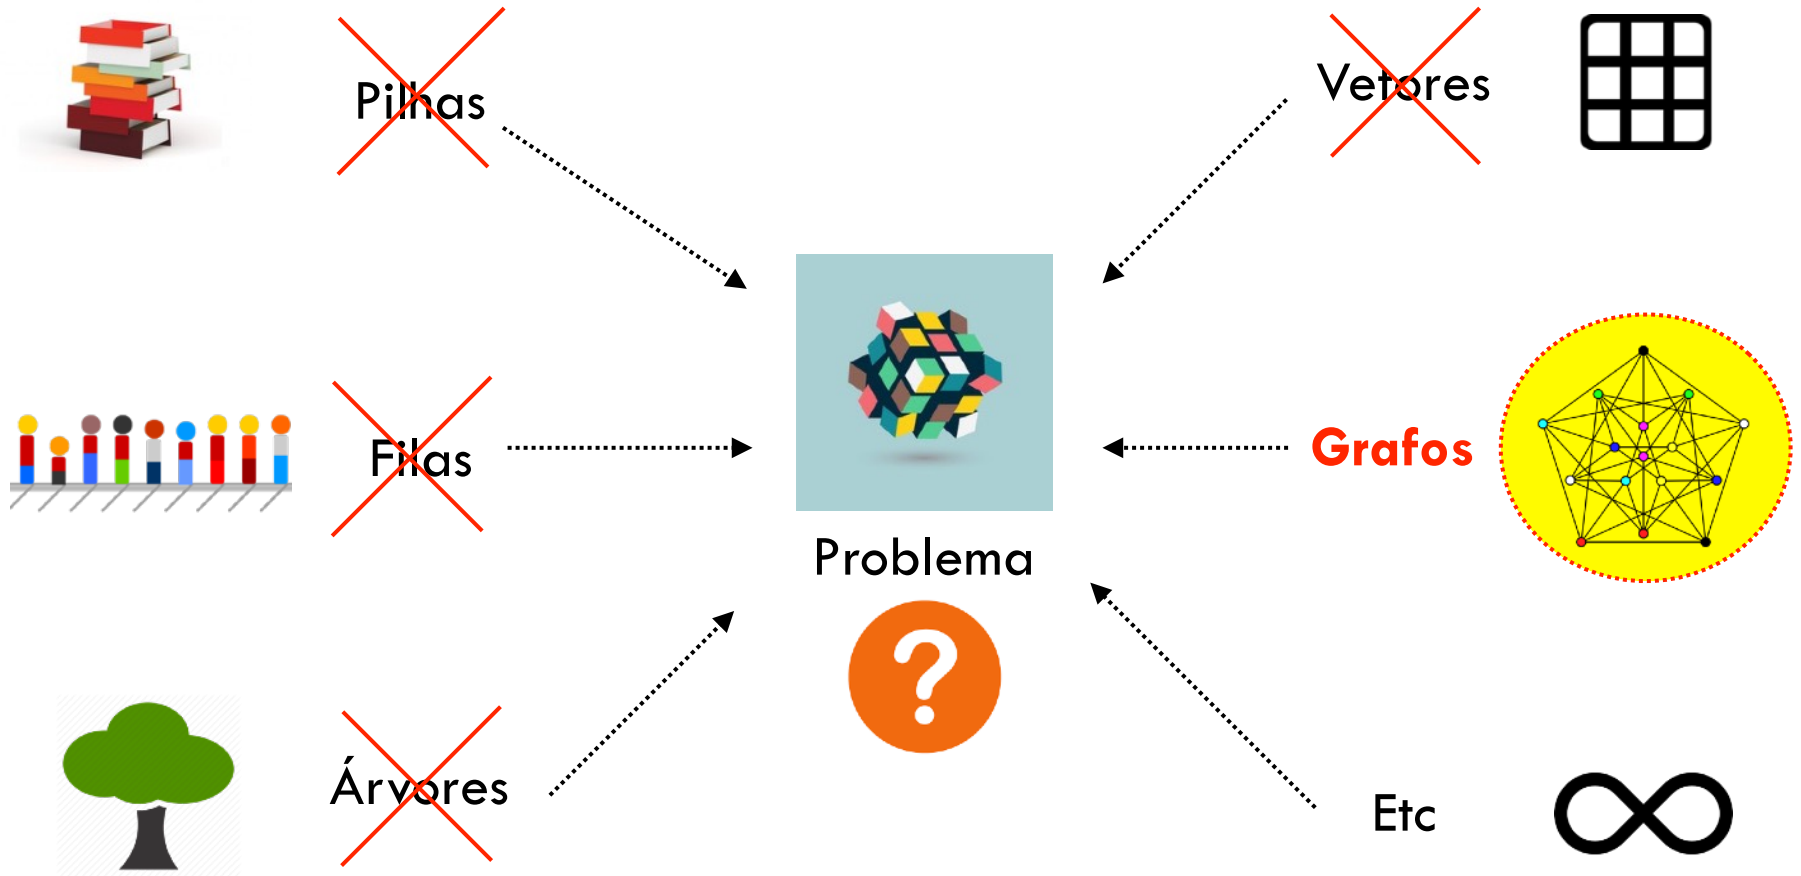 Pilhas
Vetores
Filas
Grafos
Problema
?
Árvores
Etc